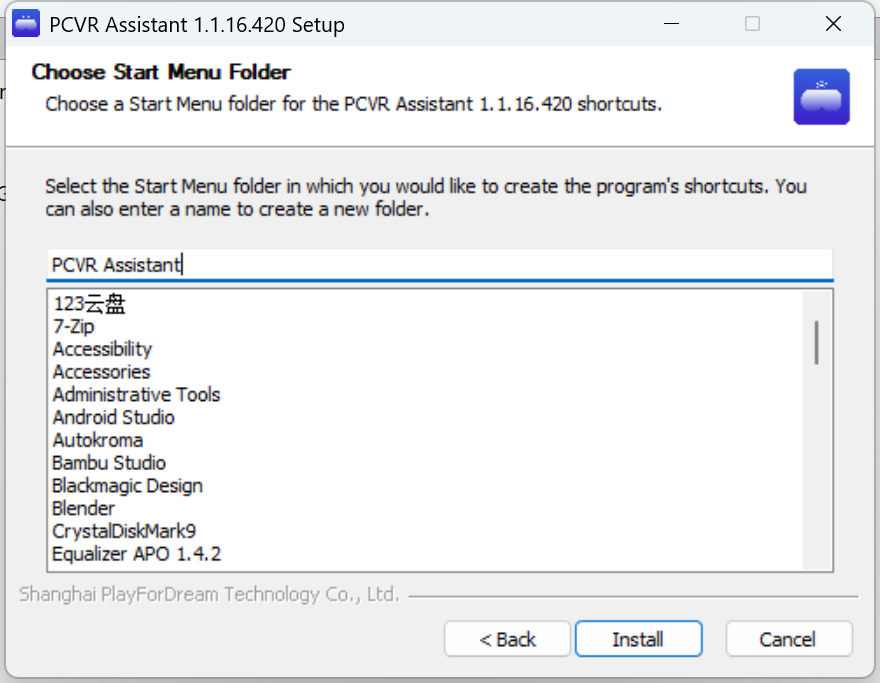 PCVR Assistant 1.1.16.420 Setup
Choose Start Menu Folder
Choose a Start Menu folder for the PCVR Assistant 1.1.16.420 shortcuts.
Select the Start Menu folder in which you would like to create the program's shortcuts. You
can also enter a name to create a new folder.
PCVR Assistant
123云盘
7-Zip
Accessibility
Accessories
Administrative Tools
Android Studio
Autokroma
Bambu Studio
Blackmagic Design
Blender
CrystalDiskMark9
Equalizer APO 1.4.2
Shanghai PlayForDream Technology Co., Ltd.
< Back
Install
Cancel